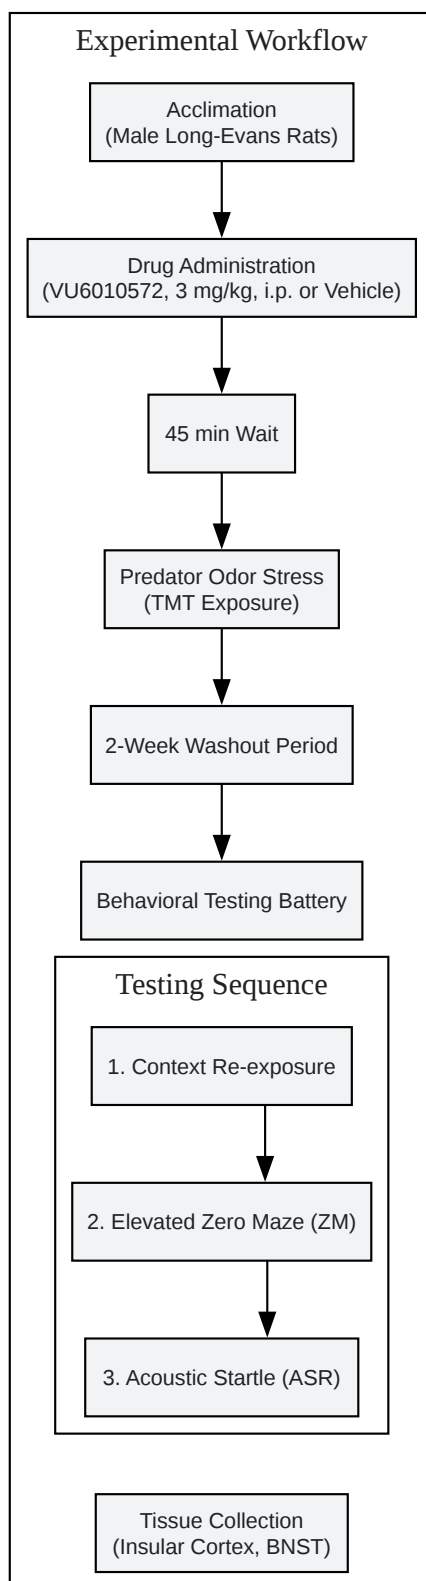 Experimental Workflow
Acclimation
(Male Long-Evans Rats)
Drug Administration
(VU6010572, 3 mg/kg, i.p. or Vehicle)
45 min Wait
Predator Odor Stress
(TMT Exposure)
2-Week Washout Period
Behavioral Testing Battery
Testing Sequence
1. Context Re-exposure
2. Elevated Zero Maze (ZM)
3. Acoustic Startle (ASR)
Tissue Collection
(Insular Cortex, BNST)